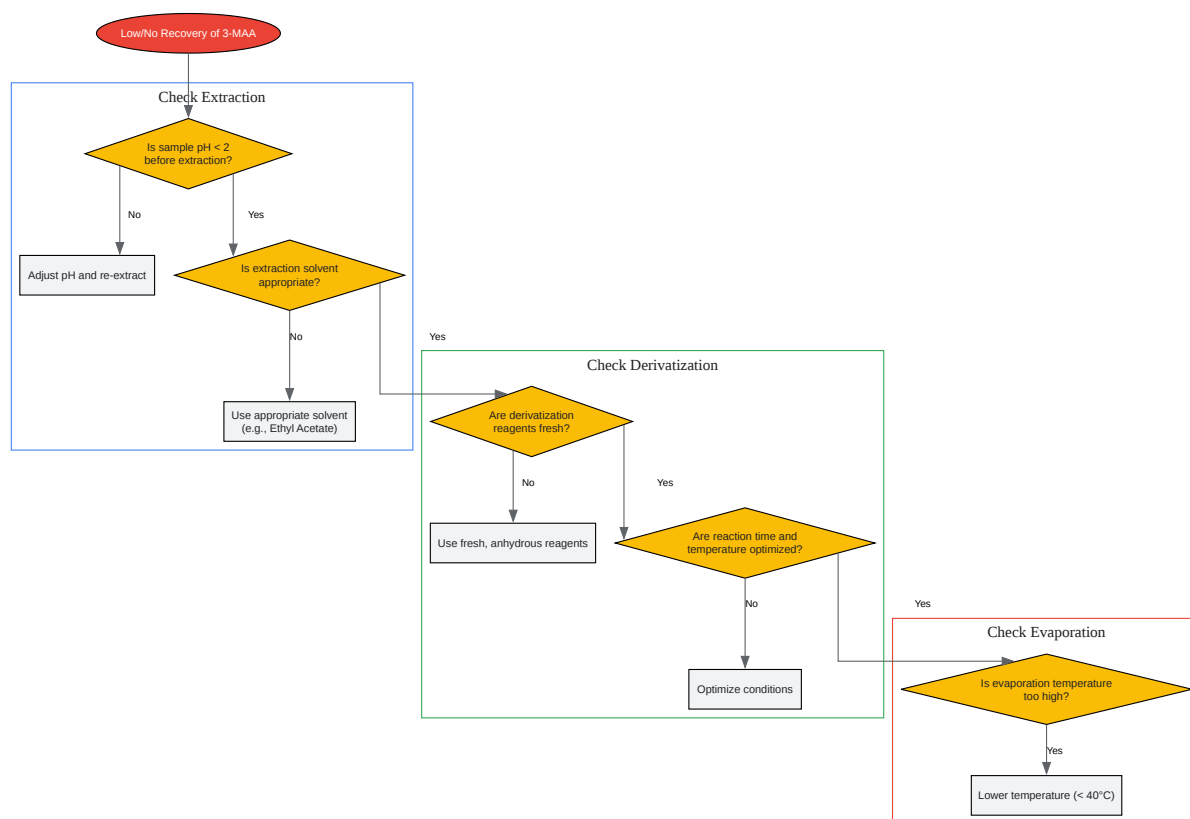 Low/No Recovery of 3-MAA
Check Extraction
Is sample pH < 2
before extraction?
No
Yes
Adjust pH and re-extract
Is extraction solvent
appropriate?
No
Yes
Use appropriate solvent
(e.g., Ethyl Acetate)
Check Derivatization
Are derivatization
reagents fresh?
No
Yes
Use fresh, anhydrous reagents
Are reaction time and
temperature optimized?
No
Yes
Optimize conditions
Check Evaporation
Is evaporation temperature
too high?
Yes
Lower temperature (< 40°C)